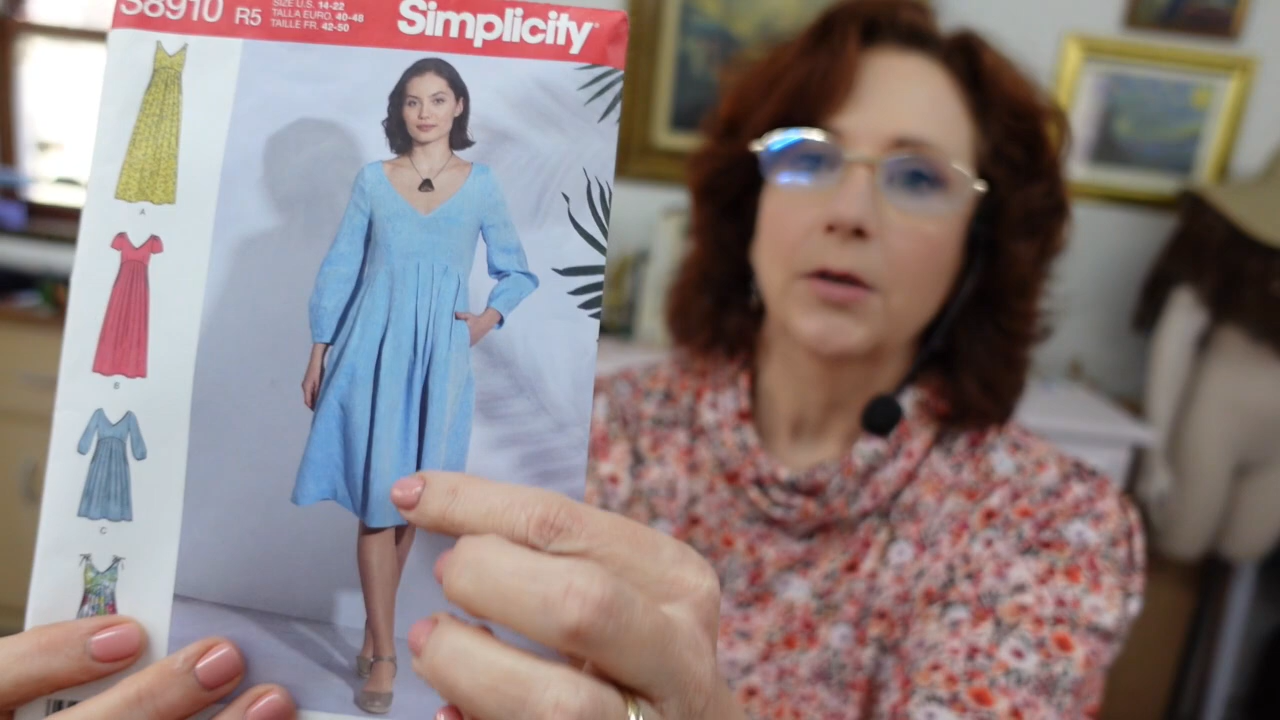 S8910 R5
SIZE U.S. 14-22
TALLA EURO. 40-48
TAILLE FR. 42-50
Simplicity
A
B
C